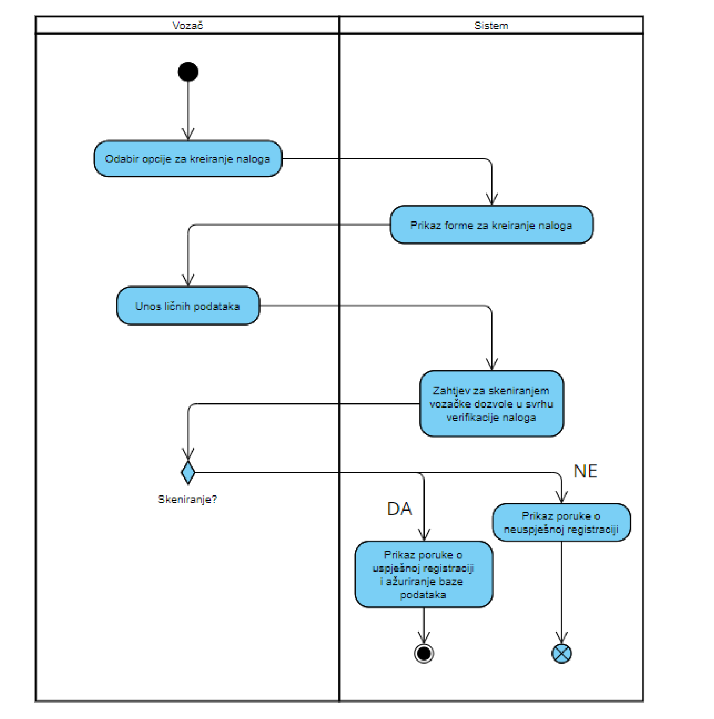 Vozač
Sistem
Odabir opcije za kreiranje naloga
Prikaz forme za kreiranje naloga
Unos ličnih podataka
Zahtjev za skeniranjem
vozačke dozvole u svrhu
verifikacije naloga
Skeniranje?
NE
DA
Prikaz poruke o
neuspješnoj registraciji
Prikaz poruke o
uspješnoj registraciji
i ažuriranje baze
podataka